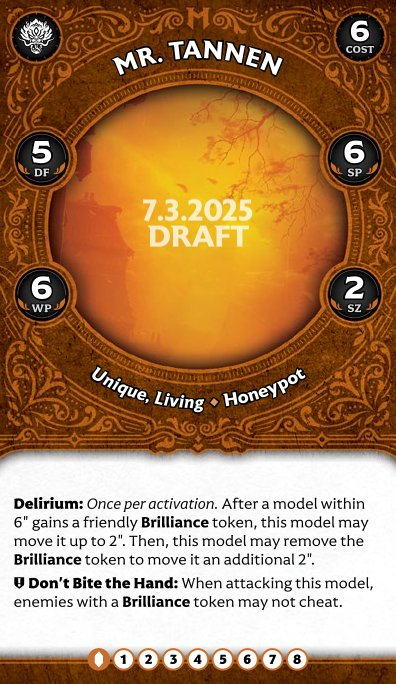 MR. TANNEN
6
COST
5
DF
6
SP
7.3.2025
DRAFT
6
WP
2
SZ
Unique, Living ◆ Honeypot
Delirium: Once per activation. After a model within
6" gains a friendly Brilliance token, this model may
move it up to 2". Then, this model may remove the
Brilliance token to move it an additional 2".
Don't Bite the Hand: When attacking this model,
enemies with a Brilliance token may not cheat.
1 2 3 4 5 6 7 8